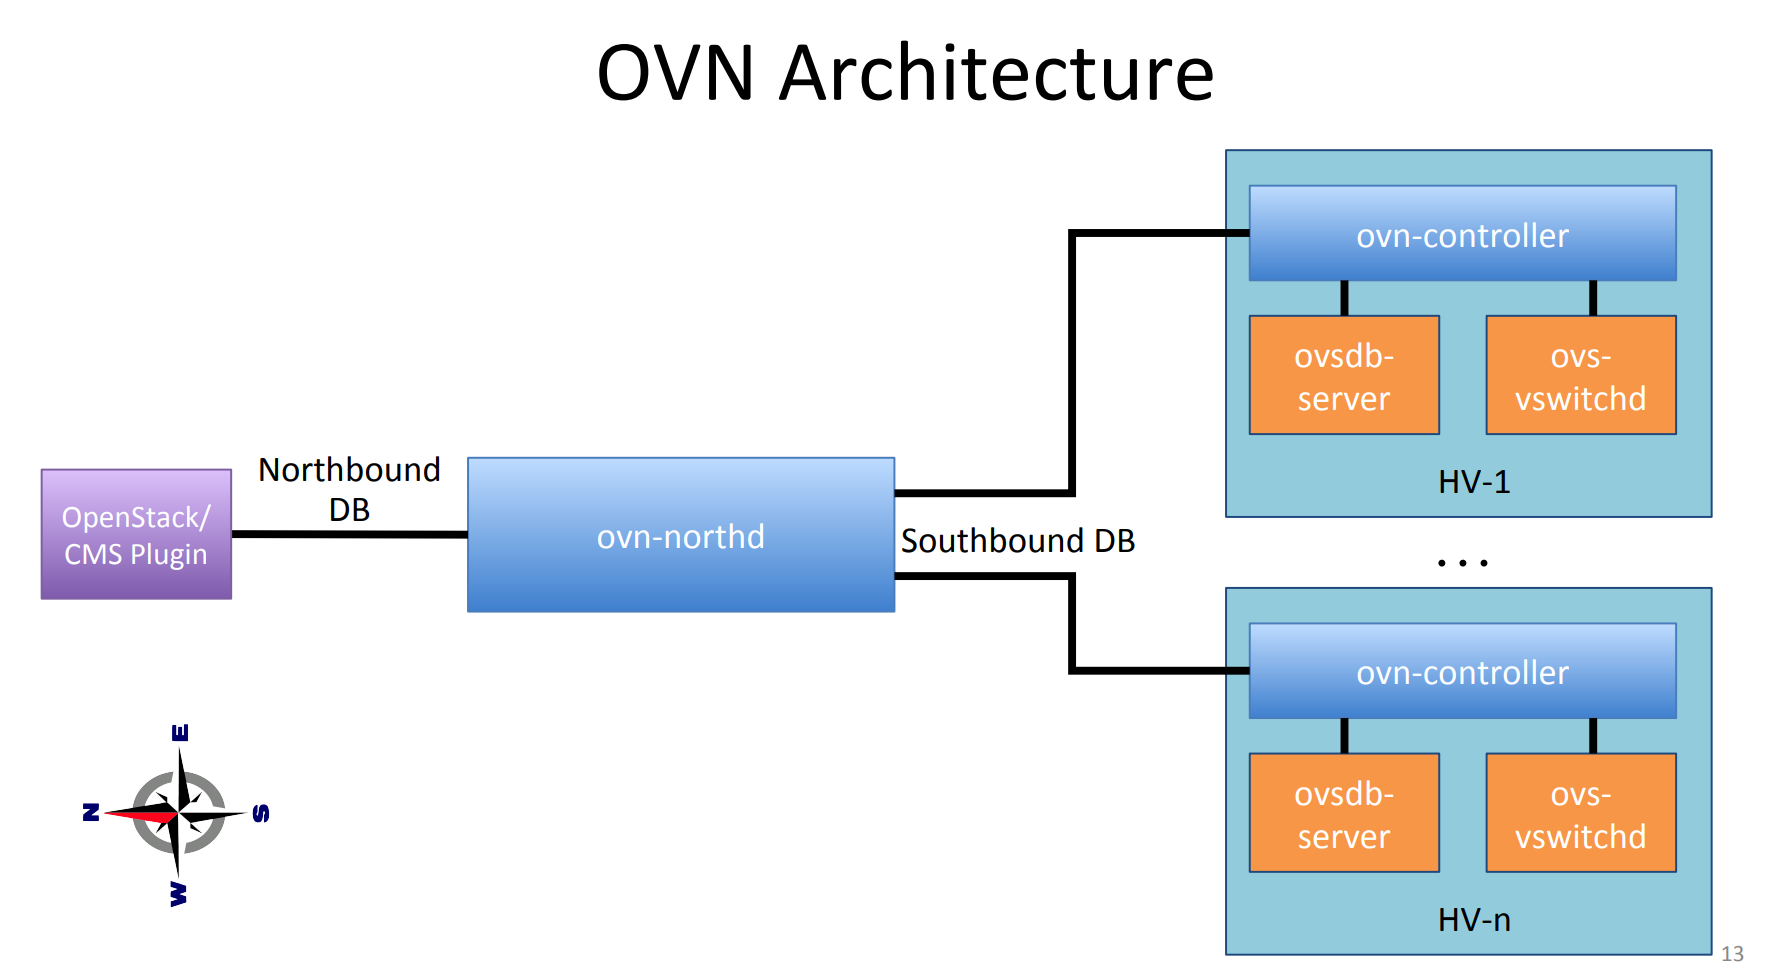 OVN Architecture
ovn-controller
ovsdb-
server
ovs-
vswitchd
HV-1
Northbound
DB
OpenStack/
CMS Plugin
ovn-northd
Southbound DB
...
ovn-controller
ovsdb-
server
ovs-
vswitchd
HV-n
E
N
S
W
13